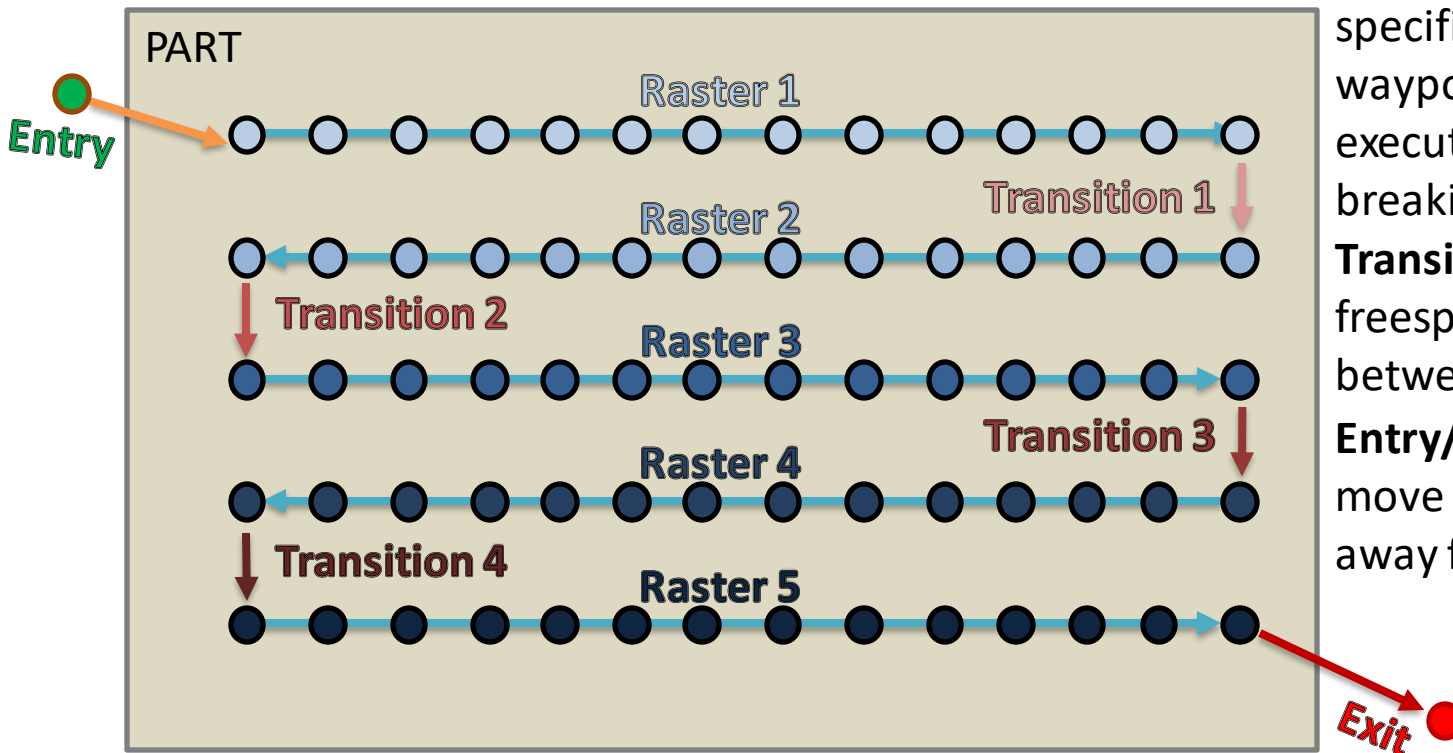 PART
Entry
Raster 1
Transition 1
Raster 2
Transition 2
Raster 3
Transition 3
Raster 4
Transition 4
Raster 5
Exit
specifi
waypo
execut
breaki
Transi
freesp
betwe
Entry/
move
away f